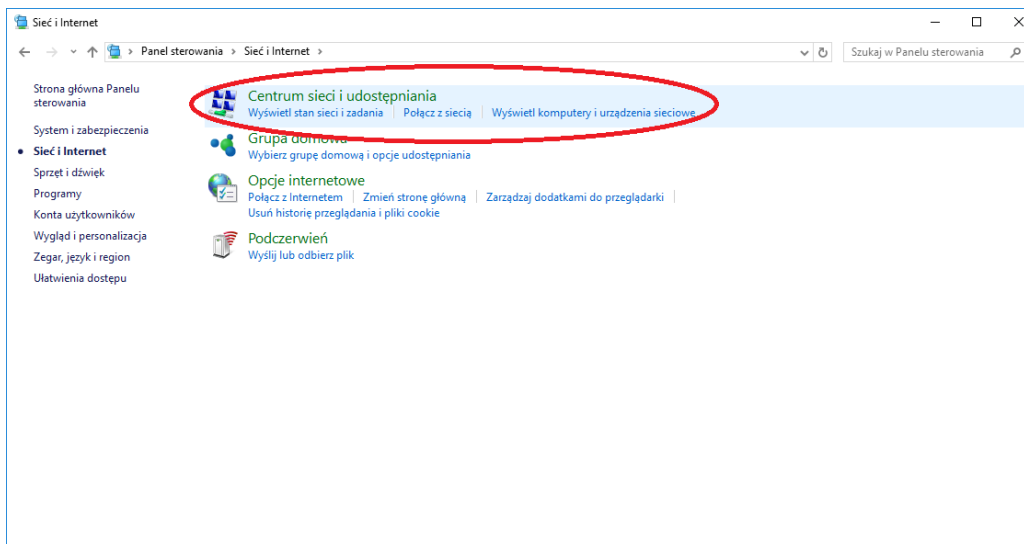 Sieć i Internet
Panel sterowania > Sieć i Internet >
Szukaj w Panelu sterowania
Strona główna Panelu
sterowania
System i zabezpieczenia
Sieć i Internet
Sprzęt i dźwięk
Programy
Konta użytkowników
Wygląd i personalizacja
Zegar, język i region
Ułatwienia dostępu
Centrum sieci i udostępniania
Wyświetl stan sieci i zadania | Połącz z siecią | Wyświetl komputery i urządzenia sieciowe
Grupa domowa
Wybierz grupę domową i opcje udostępniania
Opcje internetowe
Połącz z Internetem | Zmień stronę główną | Zarządzaj dodatkami do przeglądarki |
Usuń historię przeglądania i pliki cookie
Podczerwień
Wyślij lub odbierz plik